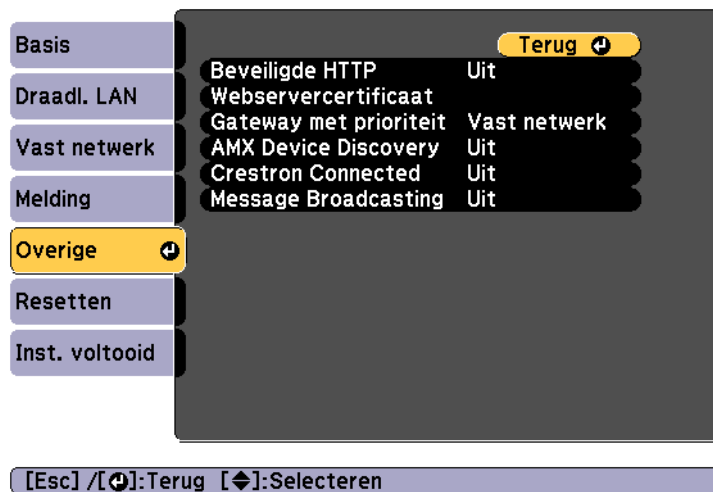 Basis
Draadl. LAN
Vast netwerk
Melding
Overige
Resetten
Inst. voltooid
Terug
Beveiligde HTTP Uit
Webservercertificaat
Gateway met prioriteit Vast netwerk
AMX Device Discovery Uit
Crestron Connected Uit
Message Broadcasting Uit
[Esc] /[⏎]:Terug [◆]:Selecteren